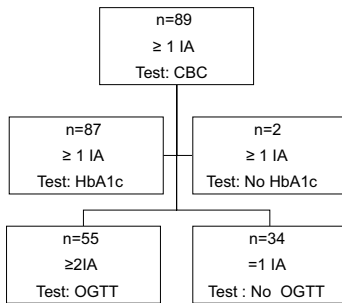 n=89
≥ 1 IA
Test: CBC
n=87
≥ 1 IA
Test: HbA1c
n=2
≥ 1 IA
Test: No HbA1c
n=55
≥2IA
Test: OGTT
n=34
=1 IA
Test : No OGTT